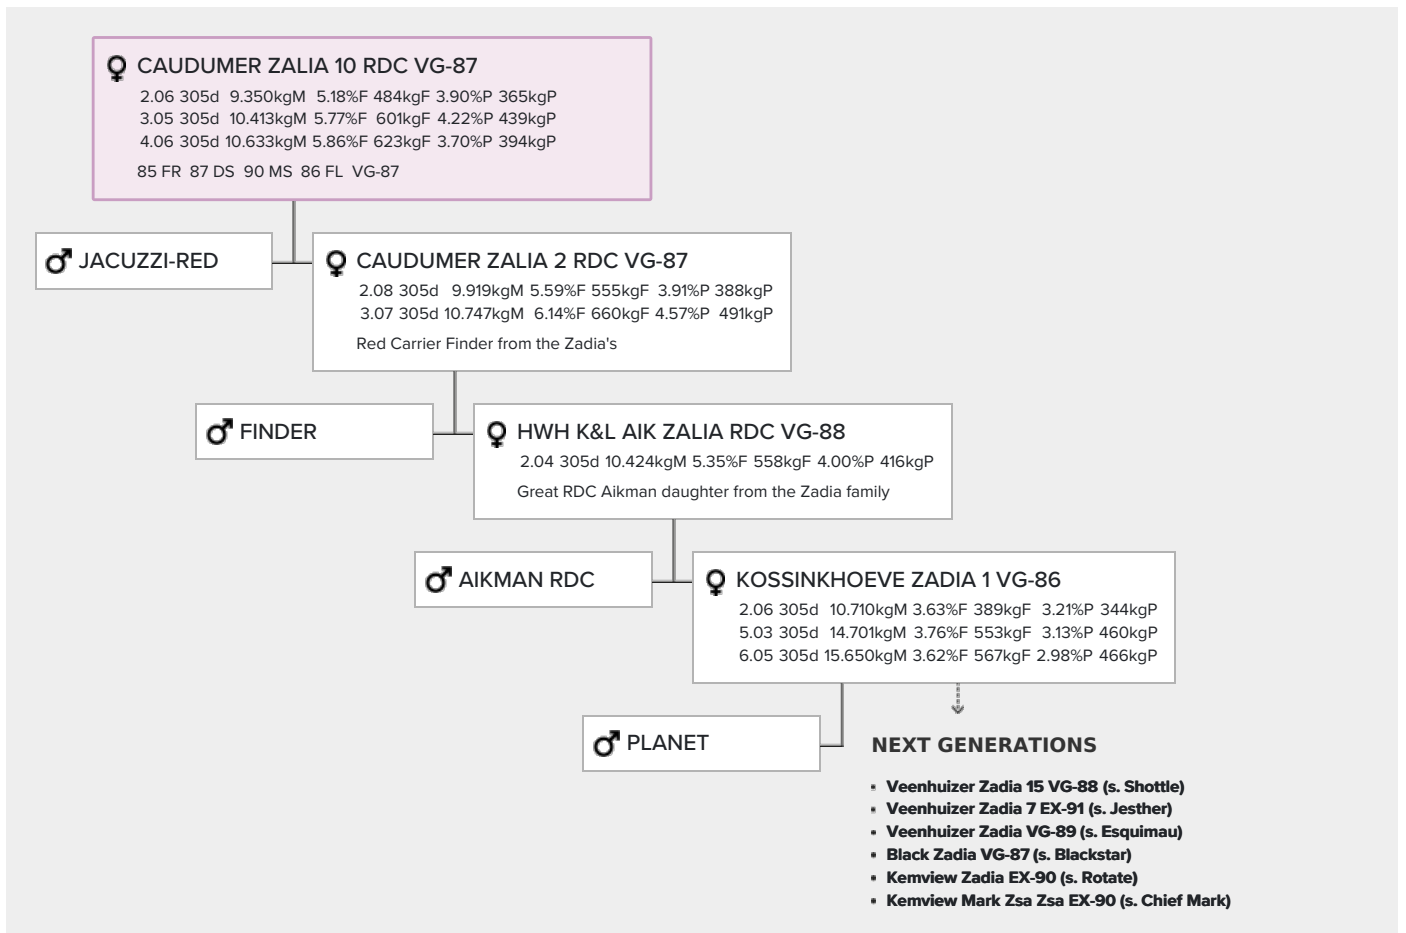 CAUDUMER ZALIA 10 RDC VG-87
2.06 305d 9.350kgM 5.18%F 484kgF 3.90%P 365kgP
3.05 305d 10.413kgM 5.77%F 601kgF 4.22%P 439kgP
4.06 305d 10.633kgM 5.86%F 623kgF 3.70%P 394kgP
85 FR 87 DS 90 MS 86 FL VG-87
JACUZZI-RED
CAUDUMER ZALIA 2 RDC VG-87
2.08 305d 9.919kgM 5.59%F 555kgF 3.91%P 388kgP
3.07 305d 10.747kgM 6.14%F 660kgF 4.57%P 491kgP
Red Carrier Finder from the Zadia's
FINDER
HWH K&L AIK ZALIA RDC VG-88
2.04 305d 10.424kgM 5.35%F 558kgF 4.00%P 416kgP
Great RDC Aikman daughter from the Zadia family
AIKMAN RDC
KOSSINKHOEVE ZADIA 1 VG-86
2.06 305d 10.710kgM 3.63%F 389kgF 3.21%P 344kgP
5.03 305d 14.701kgM 3.76%F 553kgF 3.13%P 460kgP
6.05 305d 15.650kgM 3.62%F 567kgF 2.98%P 466kgP
PLANET
NEXT GENERATIONS
Veenhuizer Zadia 15 VG-88 (s. Shottle)
Veenhuizer Zadia 7 EX-91 (s. Jesther)
Veenhuizer Zadia VG-89 (s. Esquimau)
Black Zadia VG-87 (s. Blackstar)
Kemview Zadia EX-90 (s. Rotate)
Kemview Mark Zsa Zsa EX-90 (s. Chief Mark)